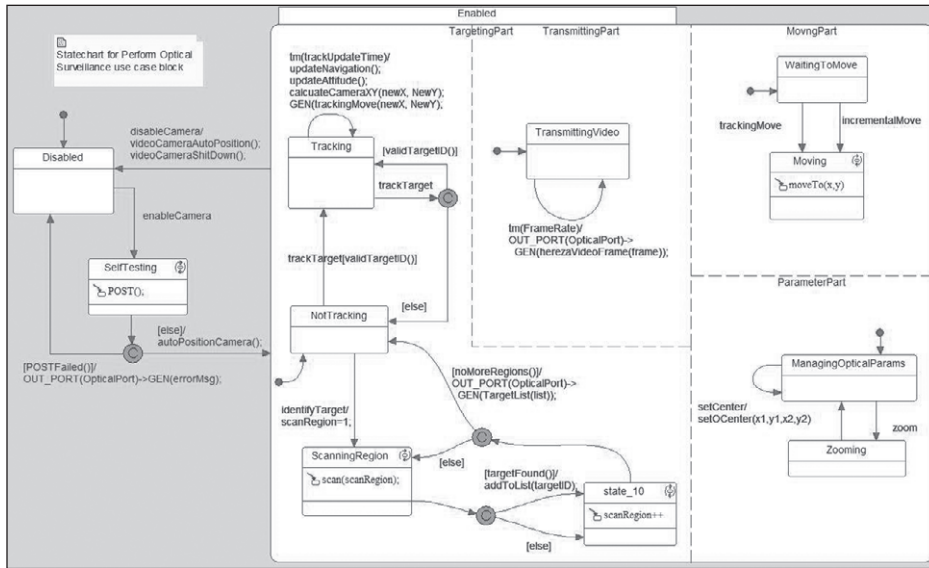 Enabled
TargetingPart
TransmittingPart
MovngPart
Statechart for Perform Optical
Surveillance use case block
tm(trackUpdateTime)/
updateNavigation();
updateAttitude();
calcuateCameraXY(newX, NewY);
GEN(trackingMove(newX, NewY);
WaitingToMove
trackingMove
incrementalMove
Moving
moveTo(x,y)
disableCamera/
videoCameraAutoPosition();
videoCameraShitDown();
Disabled
Tracking
[validTargetID()]
trackTarget
TransmittingVideo
enableCamera
tm(FrameRate)/
OUT_PORT(OpticalPort)->
GEN(herezaVideoFrame(frame));
SelfTesting
POST();
trackTarget[validTargetID()]
[else]
NotTracking
ParameterPart
[else]/
autoPositionCamera();
[POSTFailed()]/
OUT_PORT(OpticalPort)->GEN(errorMsg);
[noMoreRegions()]/
OUT_PORT(OpticalPort)->
GEN(TargetList(list));
ManagingOpticalParams
setCenter/
setOCenter(x1,y1,x2,y2)
zoom
Zooming
identifyTarget/
scanRegion=1;
ScanningRegion
scan(scanRegion);
[else]
[targetFound()]/
addToList(targetID);
state_10
scanRegion++
[else]